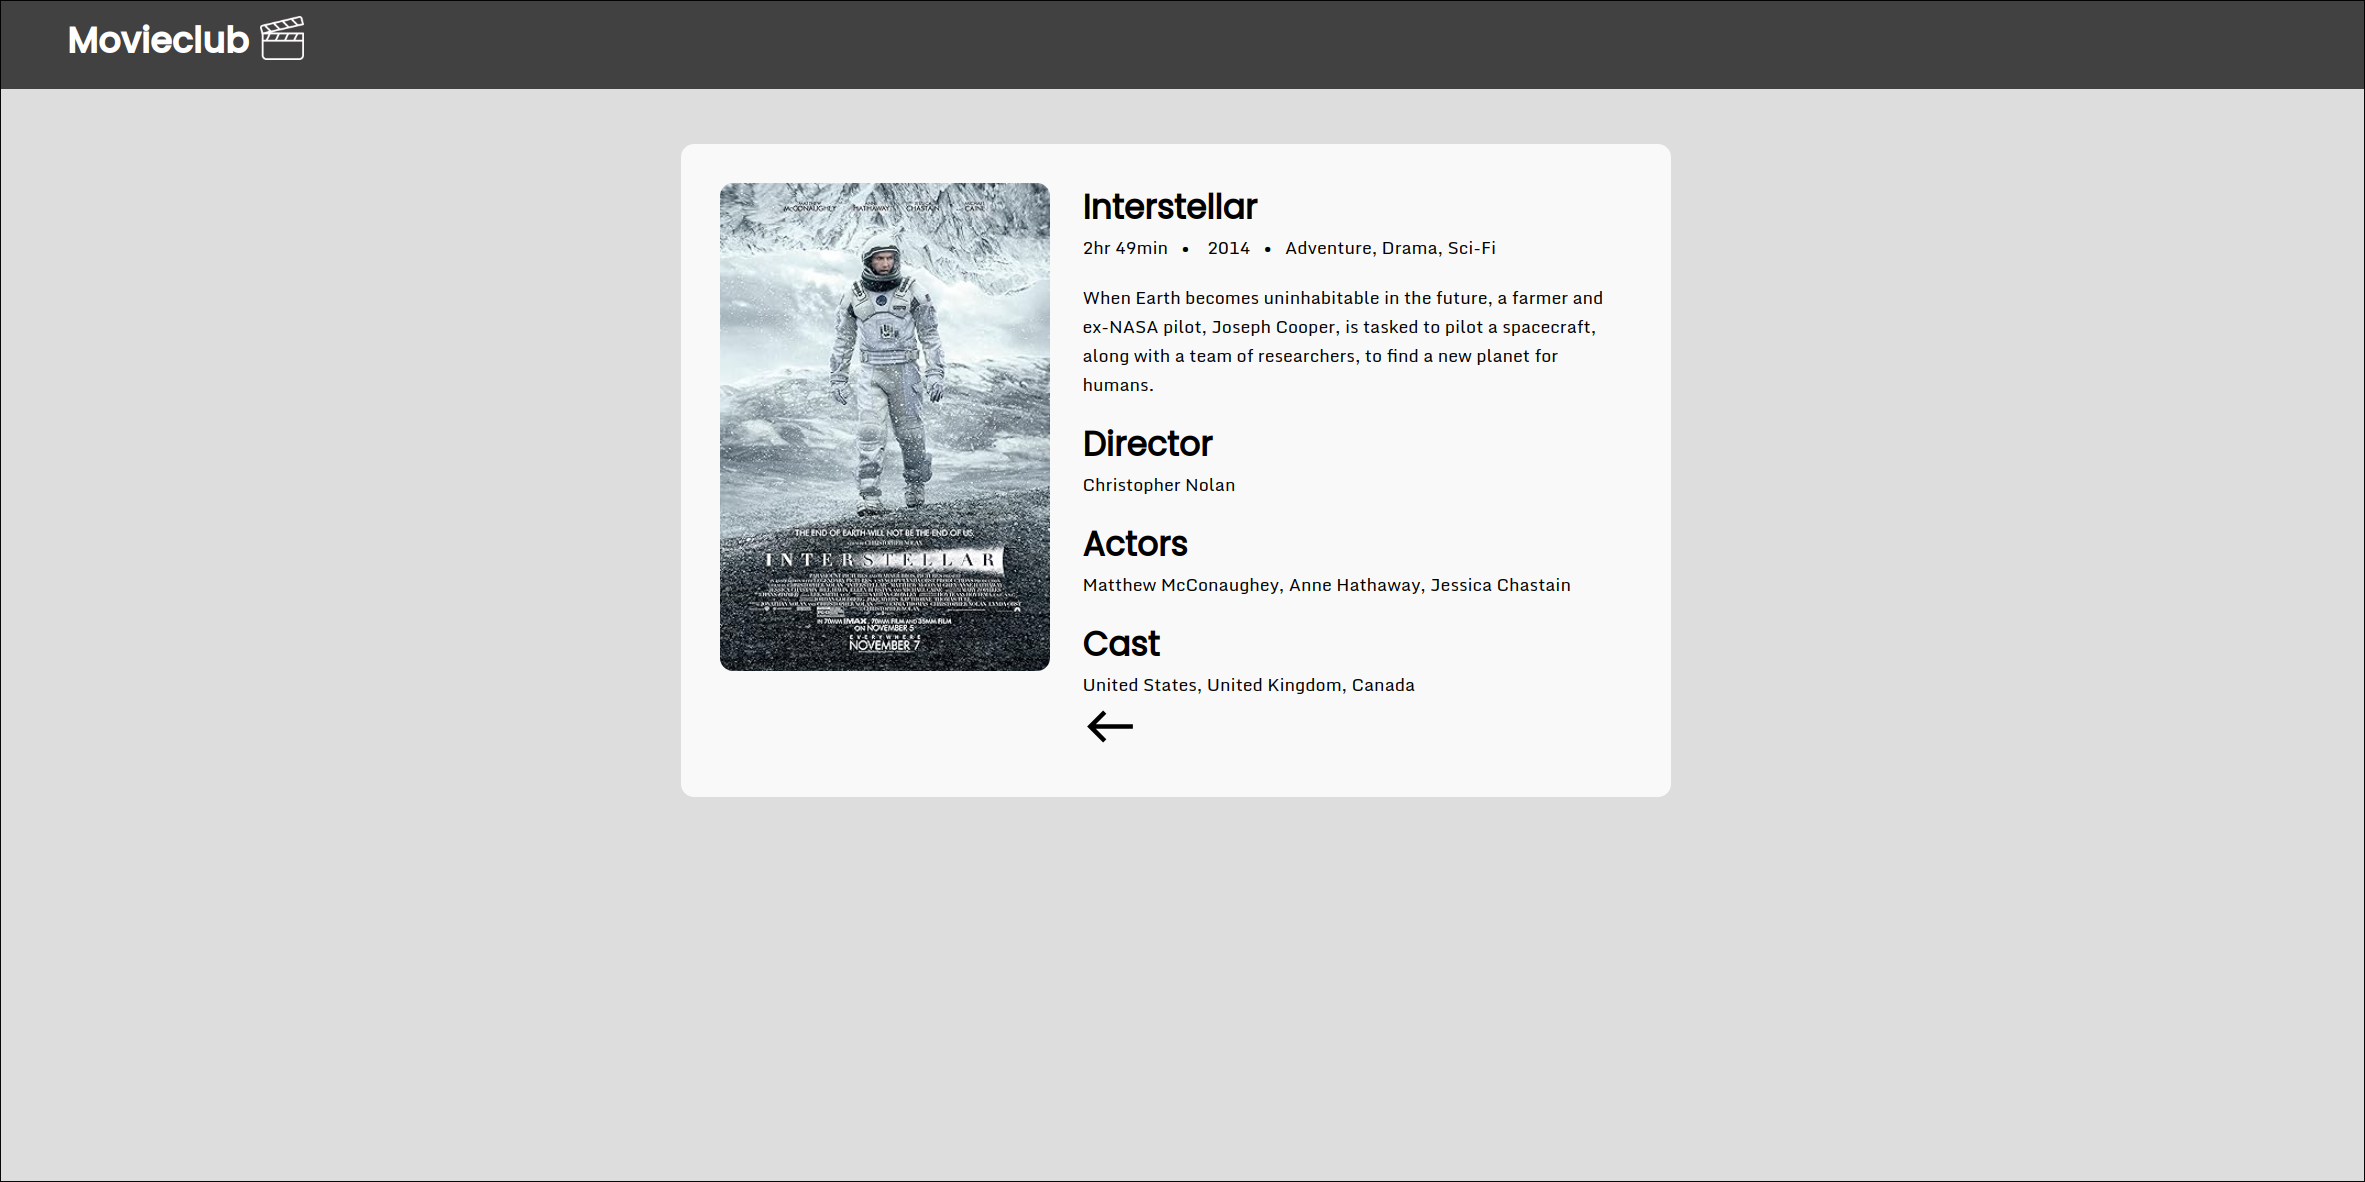 Movieclub
McCONAUGHEY HATHAWAY CHASTAIN CAINE
THE END OF EARTH WILL NOT BE THE END OF US
INTERSTELLAR
IN 70MM IMAX, 70MM FILM AND 35MM FILM
ON NOVEMBER 5
EVERYWHERE
NOVEMBER 7
Interstellar
2hr 49min • 2014 • Adventure, Drama, Sci-Fi
When Earth becomes uninhabitable in the future, a farmer and
ex-NASA pilot, Joseph Cooper, is tasked to pilot a spacecraft,
along with a team of researchers, to find a new planet for
humans.
Director
Christopher Nolan
Actors
Matthew McConaughey, Anne Hathaway, Jessica Chastain
Cast
United States, United Kingdom, Canada